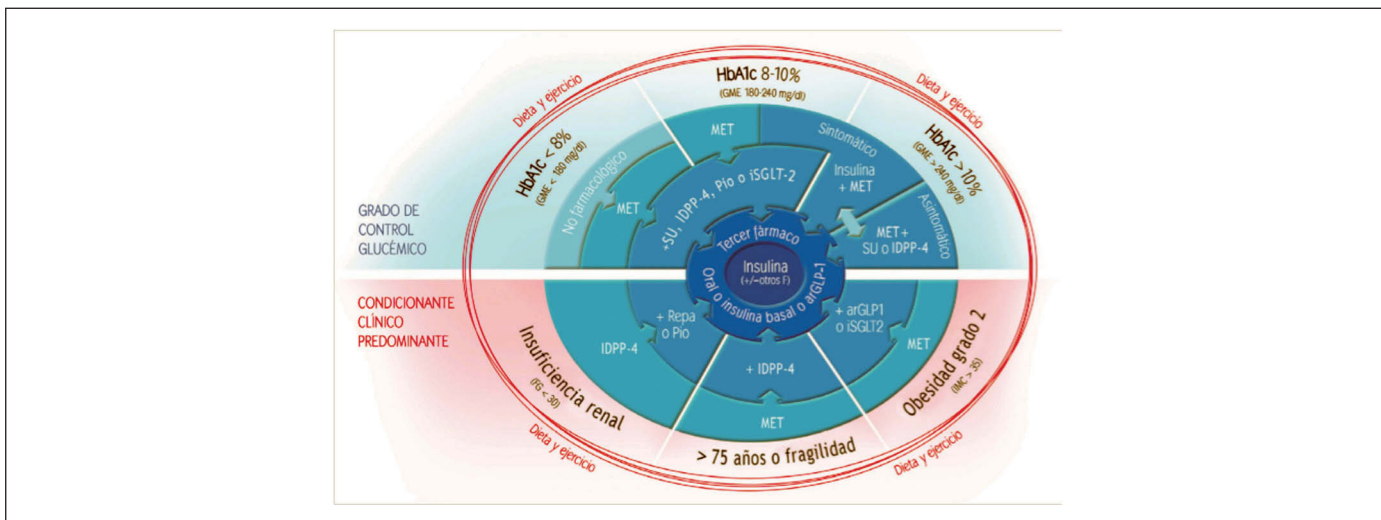 Dieta y ejercicio
HbA1c 8-10%
(GME 180-240 mg/dl)
Dieta y ejercicio
HbA1c < 8%
(GME < 180 mg/dl)
HbA1c > 10%
(GME > 240 mg/dl)
No farmacológico
MET
MET
+SU, IDPP-4, Pio o iSGLT-2
Sintomático
Insulina
+ MET
Asintomático
MET +
SU o IDPP-4
GRADO DE
CONTROL
GLUCÉMICO
Tercer fármaco
Insulina
(+/–otros F)
Oral o insulina basal o arGLP-1
CONDICIONANTE
CLÍNICO
PREDOMINANTE
IDPP-4
+ Repa
o Pio
+ IDPP-4
MET
+ arGLP1
o iSGLT2
MET
Insuficiencia renal
(FG < 30)
> 75 años o fragilidad
Obesidad grado 2
(IMC > 35)
Dieta y ejercicio
Dieta y ejercicio